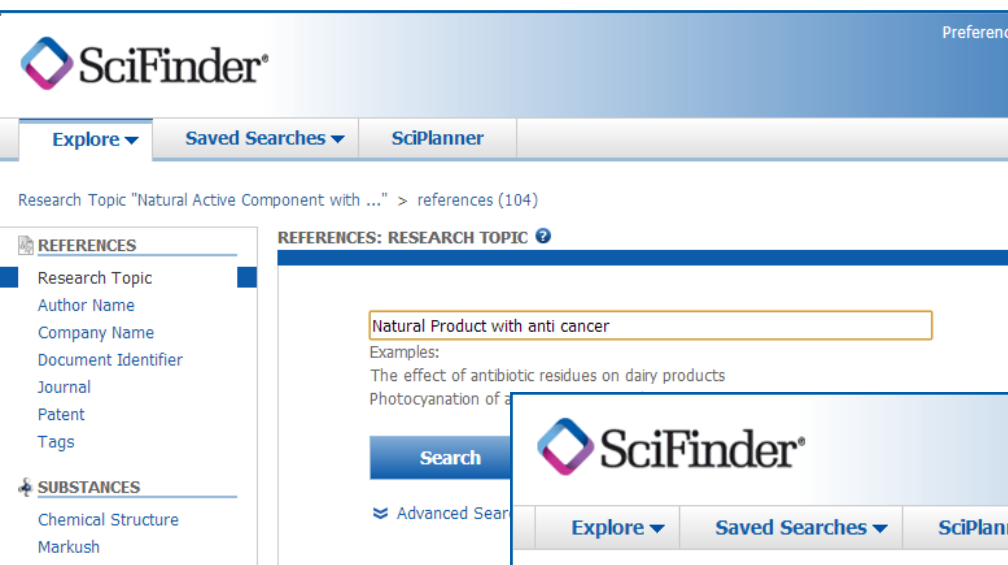 Preferenc
SciFinder®
Explore Saved Searches SciPlanner
Research Topic "Natural Active Component with ..." > references (104)
REFERENCES
REFERENCES: RESEARCH TOPIC
Research Topic
Author Name
Company Name
Document Identifier
Journal
Patent
Tags
SUBSTANCES
Chemical Structure
Markush
Natural Product with anti cancer
Examples:
The effect of antibiotic residues on dairy products
Photocyanation of a
Search
Advanced Sear
SciFinder®
Explore Saved Searches SciPlann